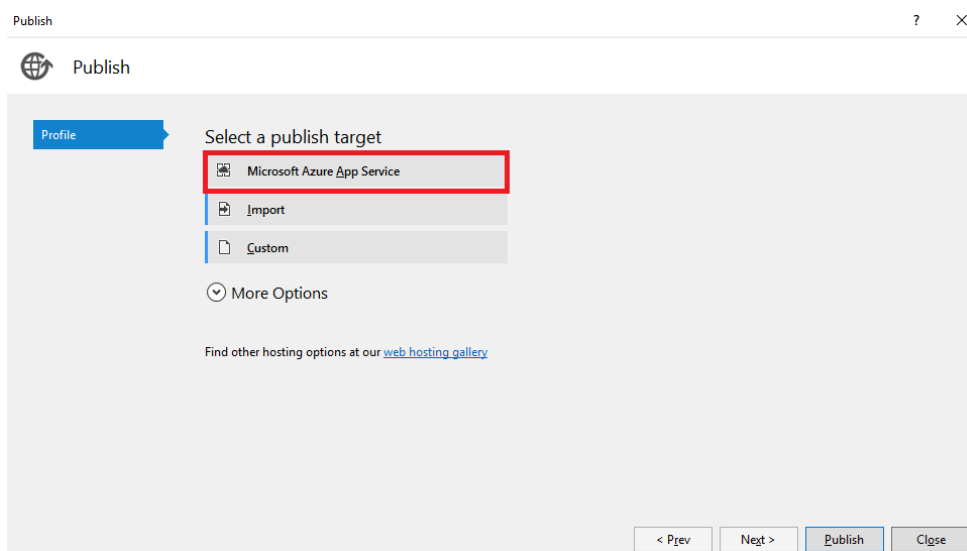 Publish
?
Publish
Profile
Select a publish target
Microsoft Azure App Service
Import
Custom
More Options
Find other hosting options at our web hosting gallery
< Prev
Next >
Publish
Close